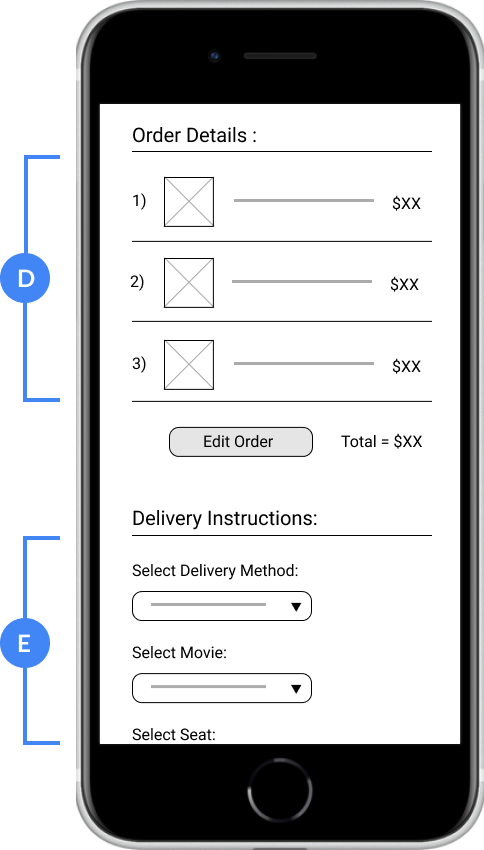 Order Details :
1) $XX
2) $XX
D
3) $XX
Edit Order Total = $XX
Delivery Instructions:
Select Delivery Method:
E
Select Movie:
Select Seat: